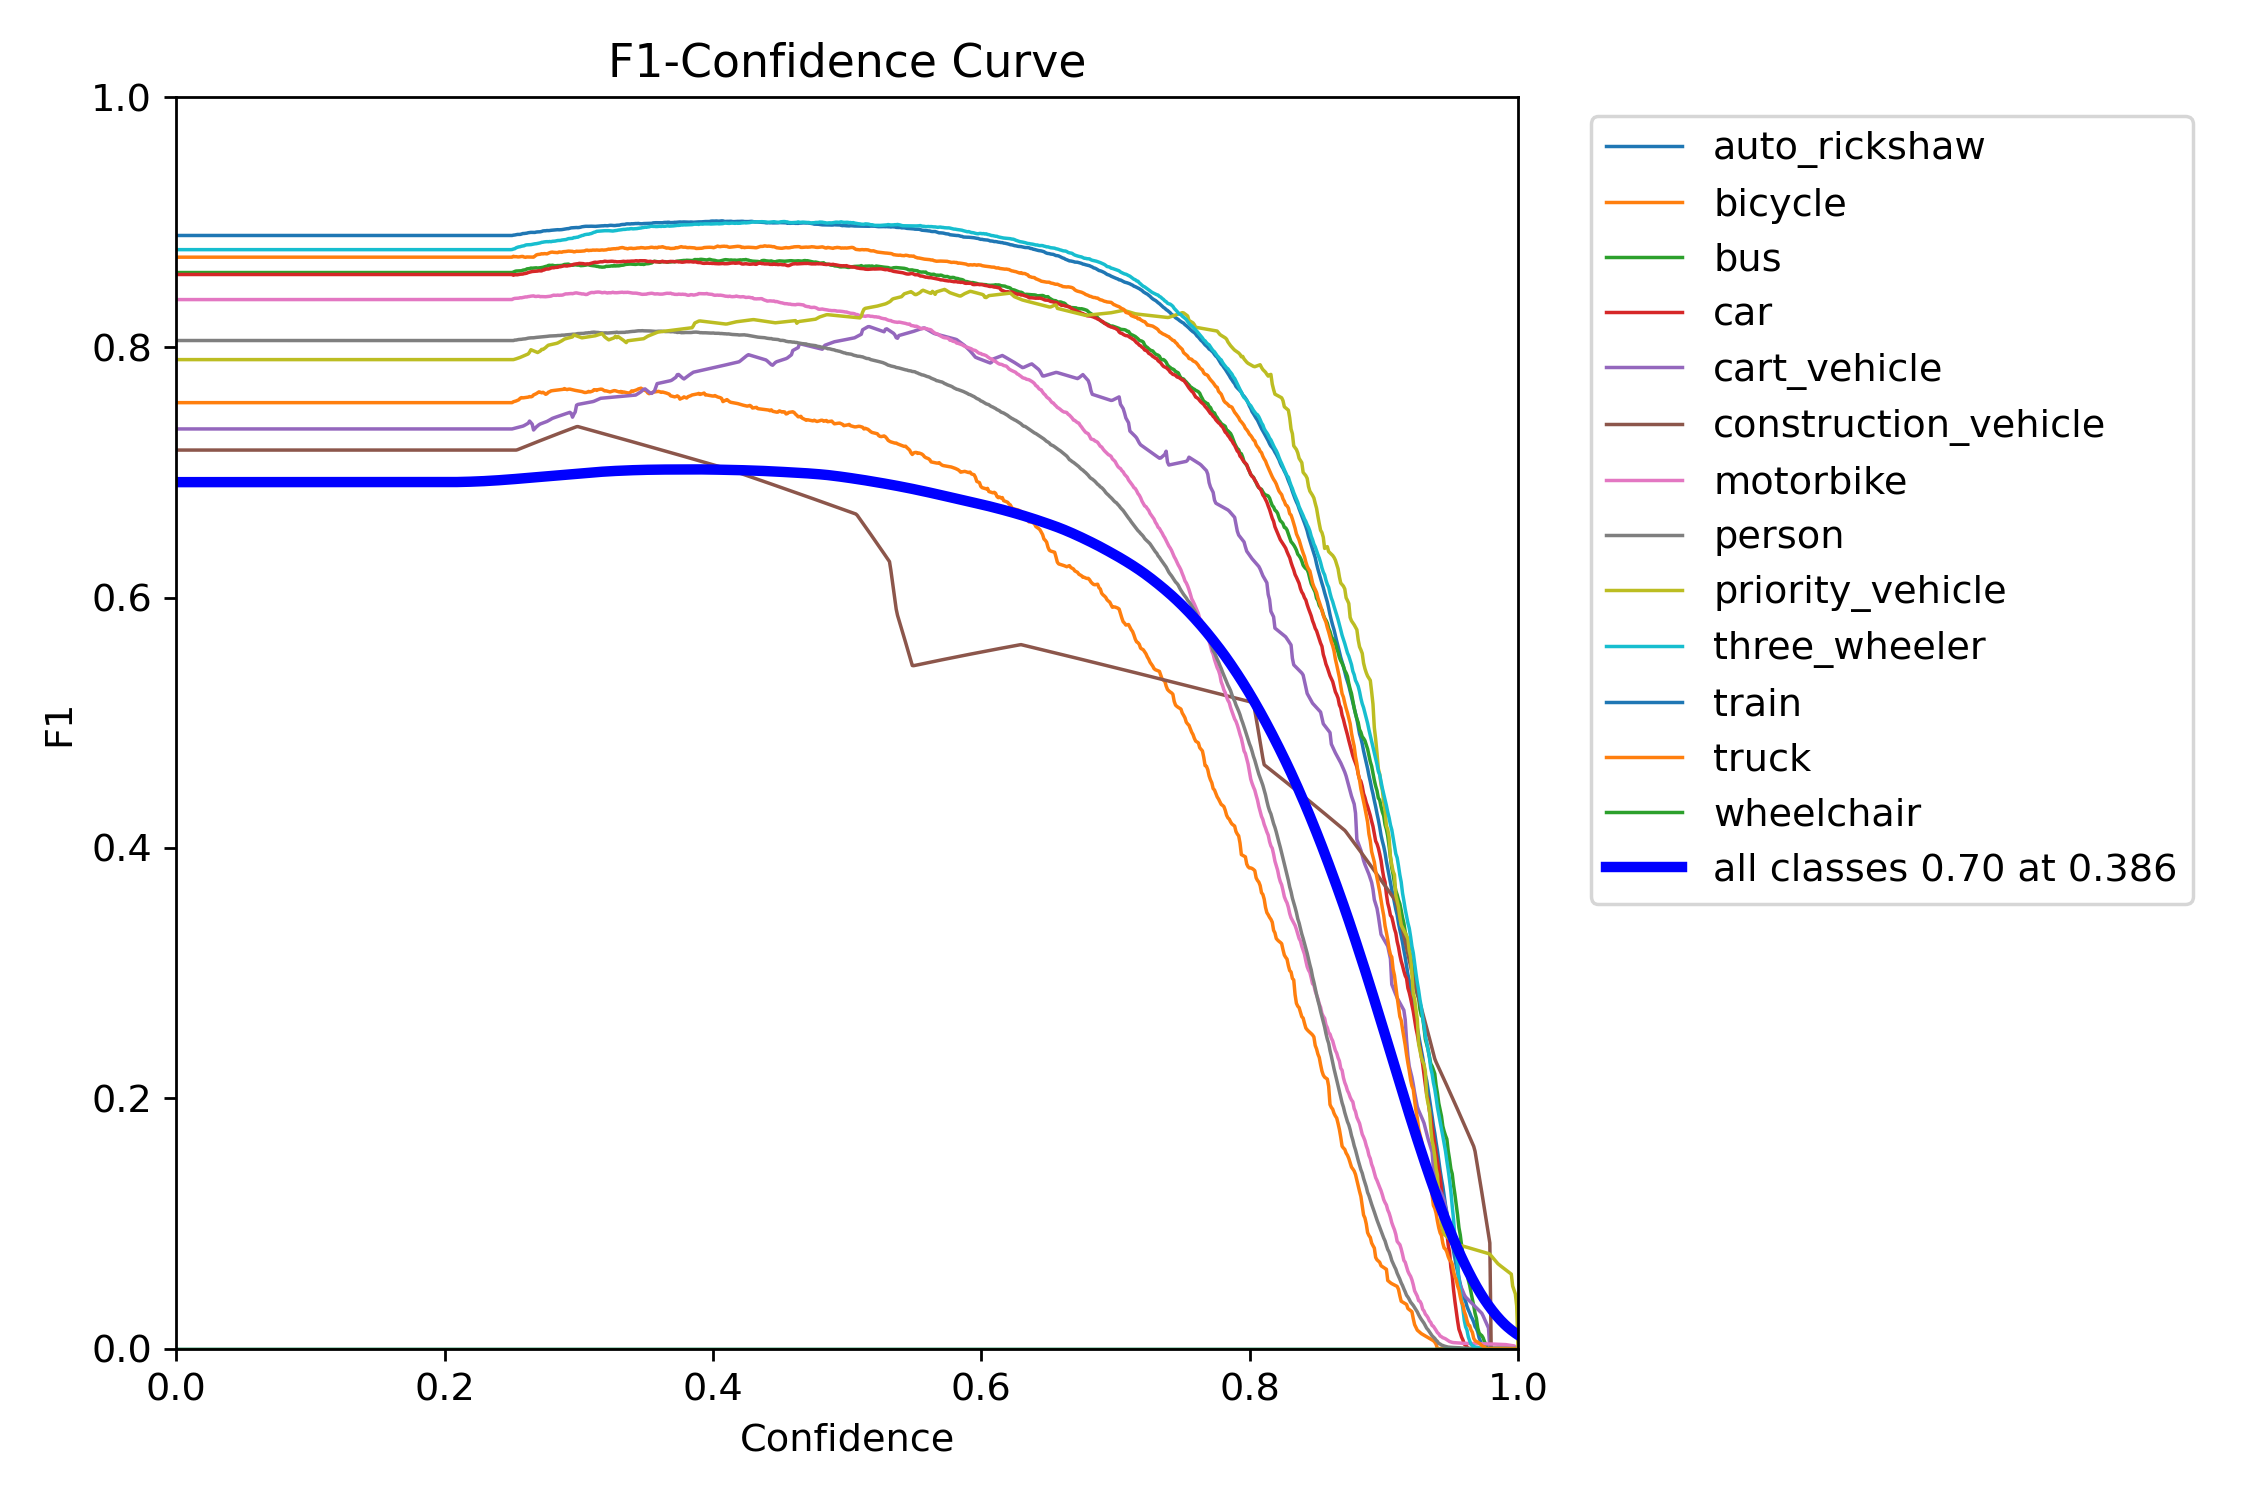 F1-Confidence Curve
1.0
0.8
0.6
0.4
0.2
0.0
F1
0.0 0.2 0.4 0.6 0.8 1.0
Confidence
auto_rickshaw
bicycle
bus
car
cart_vehicle
construction_vehicle
motorbike
person
priority_vehicle
three_wheeler
train
truck
wheelchair
all classes 0.70 at 0.386